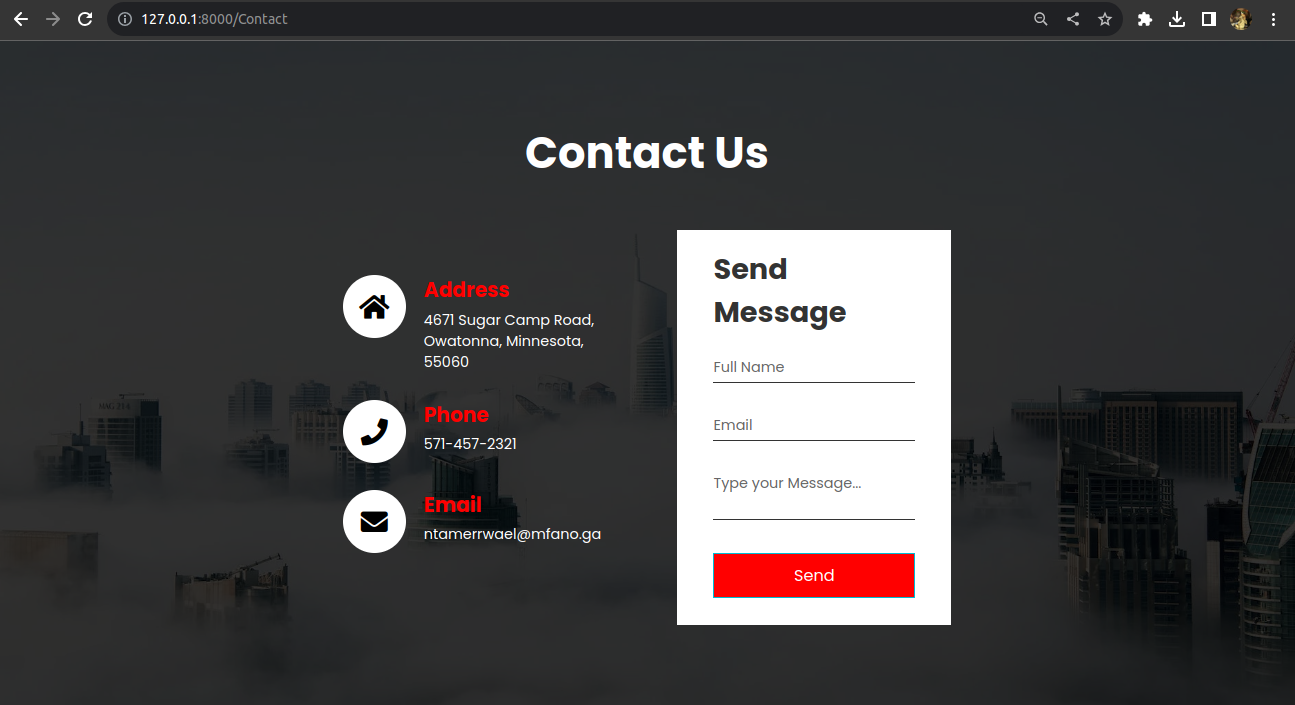 127.0.0.1:8000/Contact
Contact Us
Address
4671 Sugar Camp Road,
Owatonna, Minnesota,
55060
Phone
571-457-2321
Email
ntamerrwael@mfano.ga
Send
Message
Full Name
Email
Type your Message...
Send